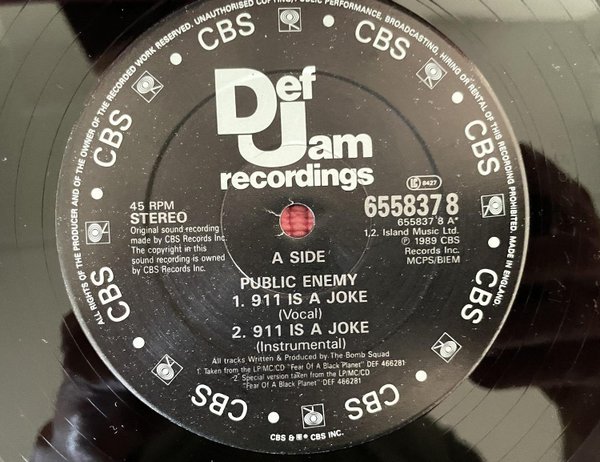 ALL RIGHTS OF THE PRODUCER AND OF THE OWNER OF THE RECORDED WORK RESERVED. UNAUTHORISED COPYING, PUBLIC PERFORMANCE, BROADCASTING, HIRING OR RENTAL OF THIS RECORDING PROHIBITED. MADE IN ENGLAND.
CBS
CBS
CBS
CBS
CBS
CBS
CBS
CBS
Def
Jam
recordings
45 RPM
STEREO
Original sound recording
made by CBS Records Inc.
The copyright in this
sound recording is owned
by CBS Records Inc.
8427
655837 8
655837 8 A*
1,2. Island Music Ltd.
℗ 1989 CBS
Records Inc.
MCPS/BIEM
A SIDE
PUBLIC ENEMY
1. 911 IS A JOKE
(Vocal)
2. 911 IS A JOKE
(Instrumental)
All tracks Written & Produced by The Bomb Squad
1. Taken from the LP/MC/CD "Fear Of A Black Planet" DEF 466281
2. Special version taken from the LP/MC/CD
"Fear Of A Black Planet" DEF 466281
CBS & CBS INC.